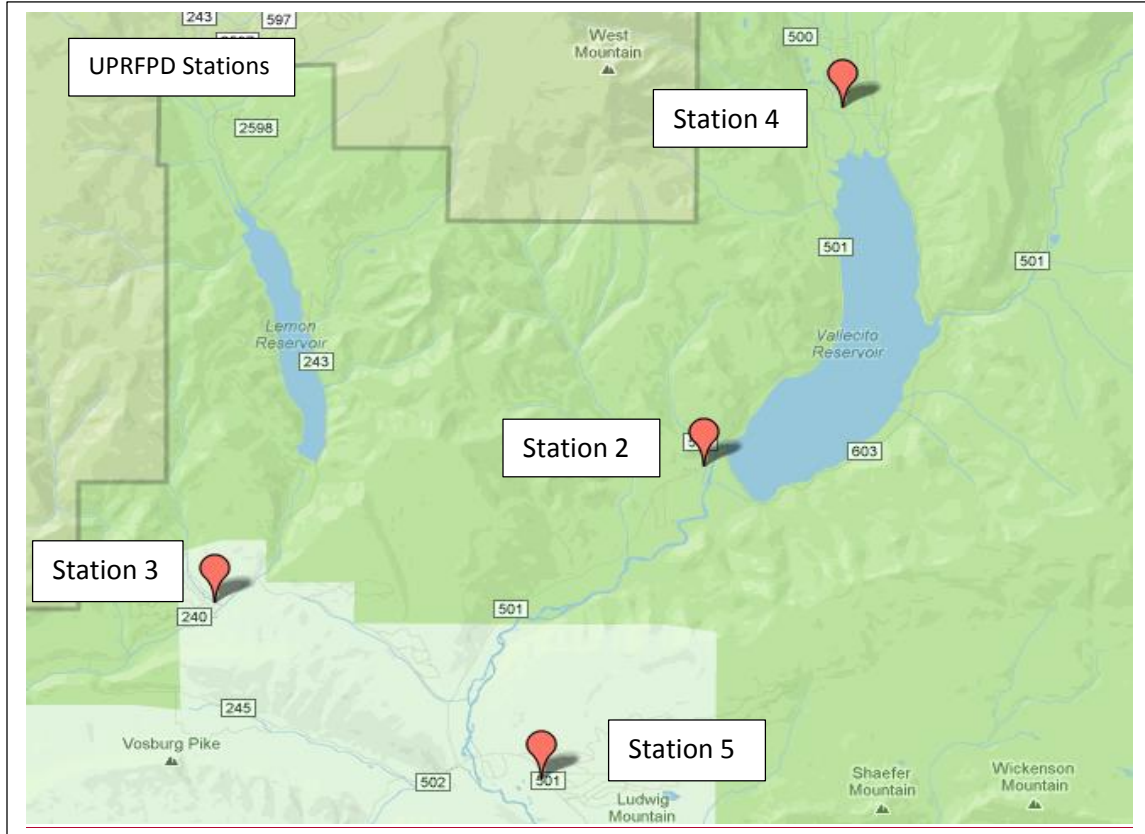 243
597
UPRFPD Stations
West
Mountain
500
Station 4
2598
501
501
Lemon
Reservoir
243
Vallecito
Reservoir
Station 2
603
Station 3
501
240
245
Vosburg Pike
Station 5
502
501
Ludwig
Mountain
Shaefer
Mountain
Wickenson
Mountain